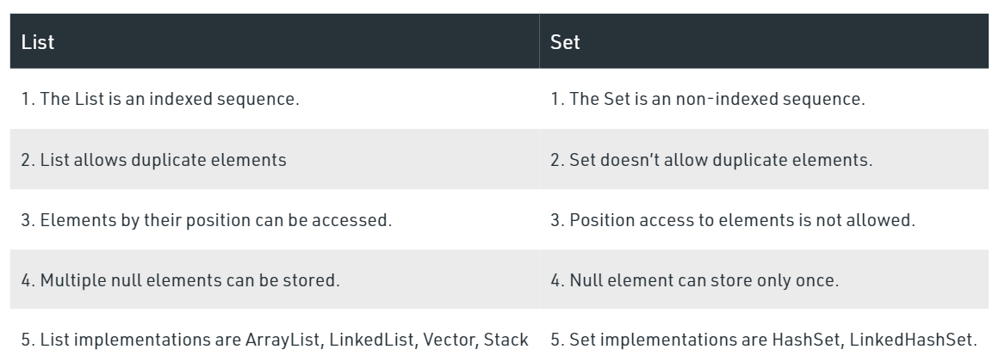 List
Set
1. The List is an indexed sequence.
1. The Set is an non-indexed sequence.
2. List allows duplicate elements
2. Set doesn’t allow duplicate elements.
3. Elements by their position can be accessed.
3. Position access to elements is not allowed.
4. Multiple null elements can be stored.
4. Null element can store only once.
5. List implementations are ArrayList, LinkedList, Vector, Stack
5. Set implementations are HashSet, LinkedHashSet.